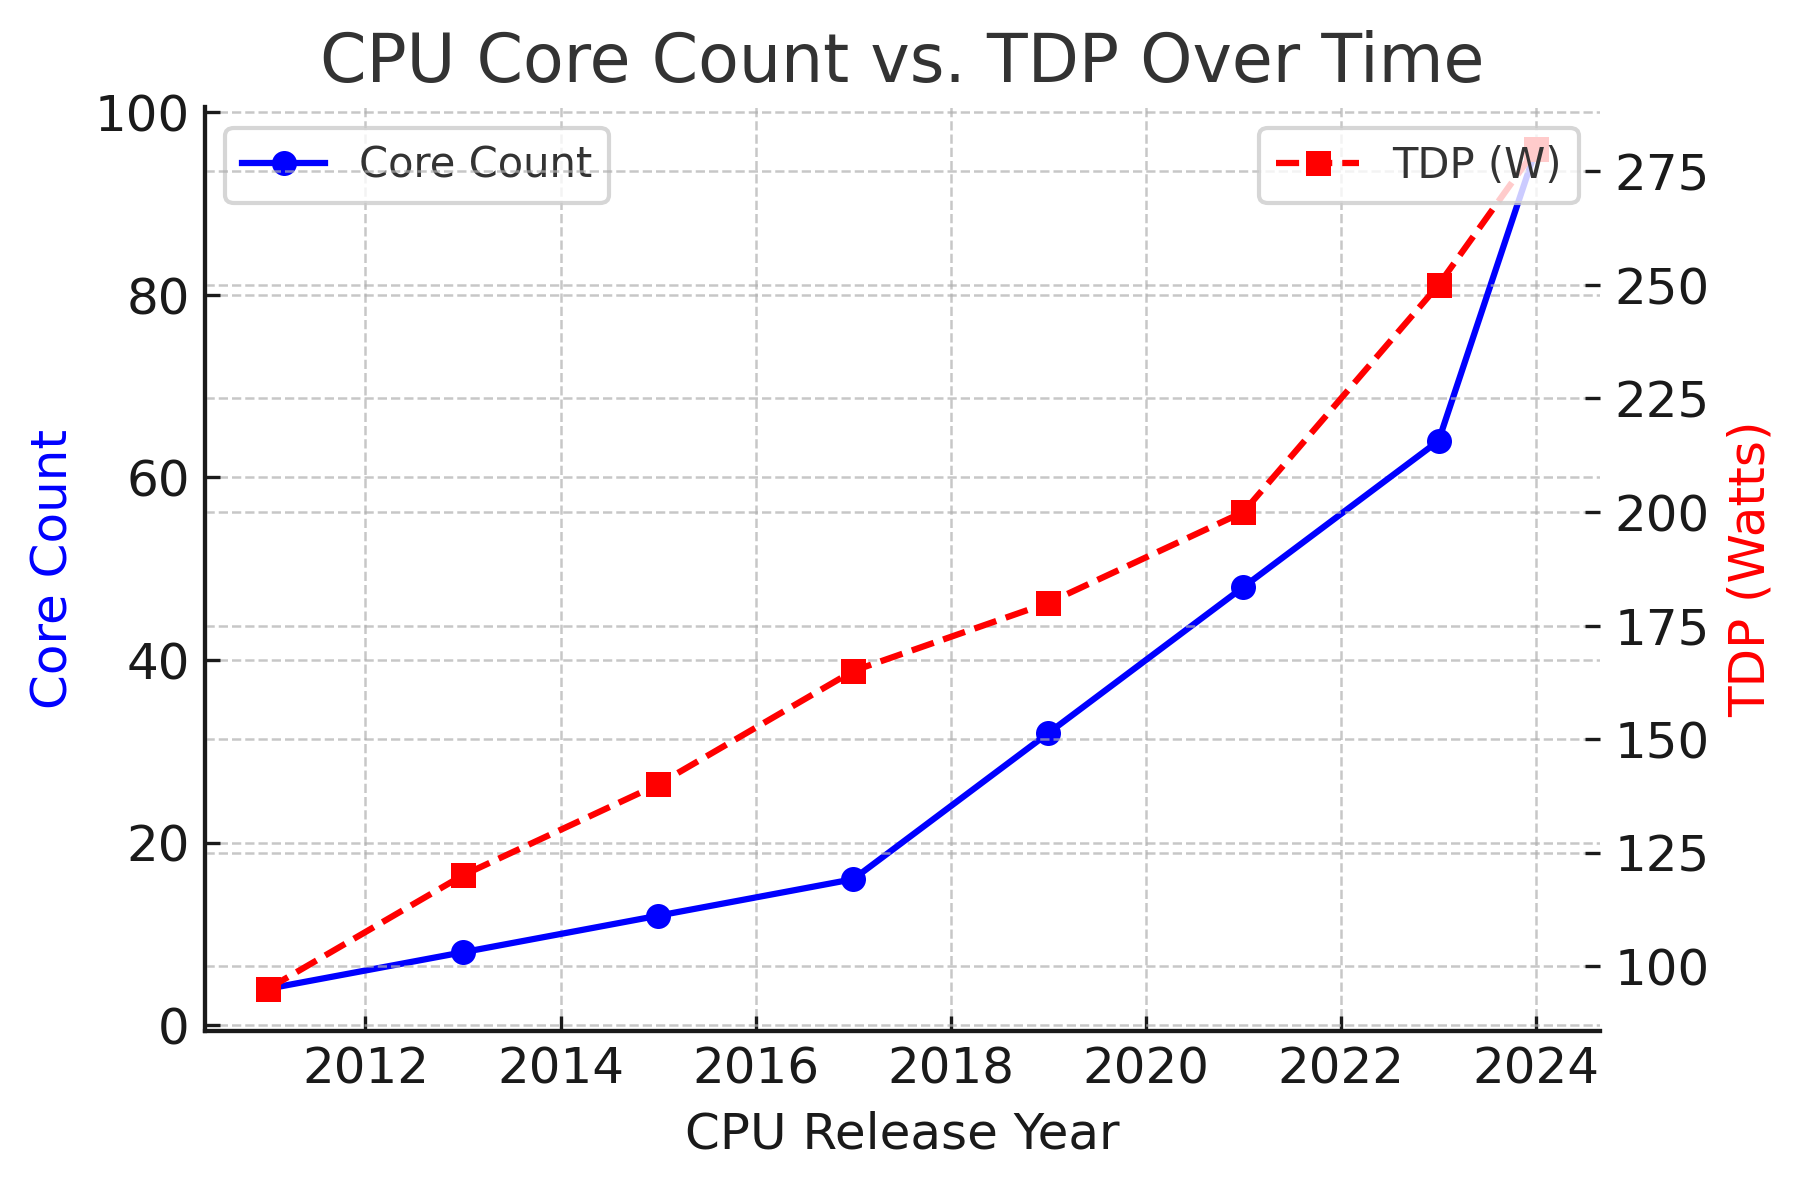 CPU Core Count vs. TDP Over Time
Core Count
TDP (W)
100
80
60
40
20
0
Core Count
275
250
225
200
175
150
125
100
TDP (Watts)
2012 2014 2016 2018 2020 2022 2024
CPU Release Year